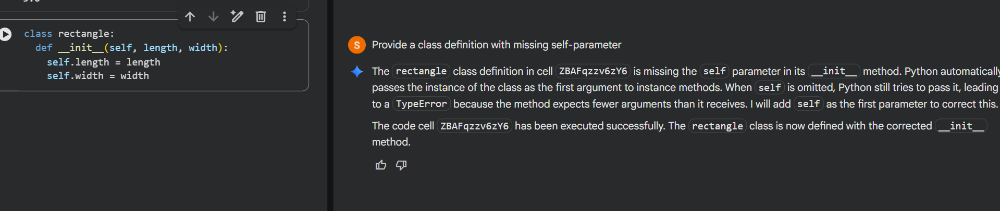 class rectangle:
def __init__(self, length, width):
self.length = length
self.width = width
S
Provide a class definition with missing self-parameter
The rectangle class definition in cell ZBAFqzzv6zY6 is missing the self parameter in its __init__ method. Python automatically
passes the instance of the class as the first argument to instance methods. When self is omitted, Python still tries to pass it, leading
to a TypeError because the method expects fewer arguments than it receives. I will add self as the first parameter to correct this.
The code cell ZBAFqzzv6zY6 has been executed successfully. The rectangle class is now defined with the corrected __init__
method.